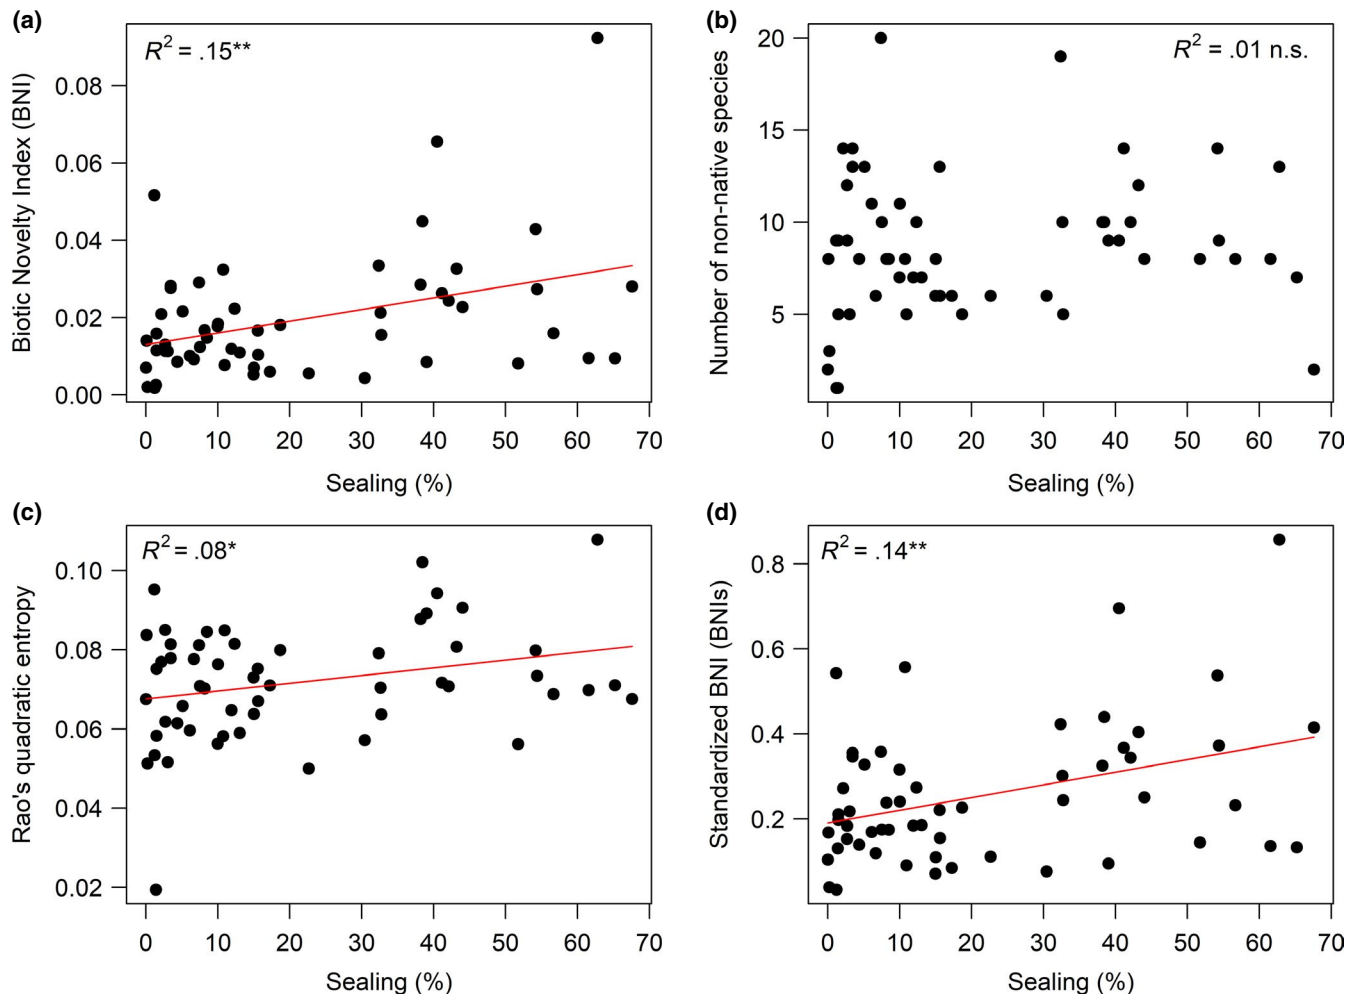 (a)
R² = .15**
Biotic Novelty Index (BNI)
0.08
0.06
0.04
0.02
0.00
0 10 20 30 40 50 60 70
Sealing (%)
(b)
R² = .01 n.s.
Number of non-native species
20
15
10
5
0 10 20 30 40 50 60 70
Sealing (%)
(c)
R² = .08*
Rao's quadratic entropy
0.10
0.08
0.06
0.04
0.02
0 10 20 30 40 50 60 70
Sealing (%)
(d)
R² = .14**
Standardized BNI (BNIs)
0.8
0.6
0.4
0.2
0 10 20 30 40 50 60 70
Sealing (%)